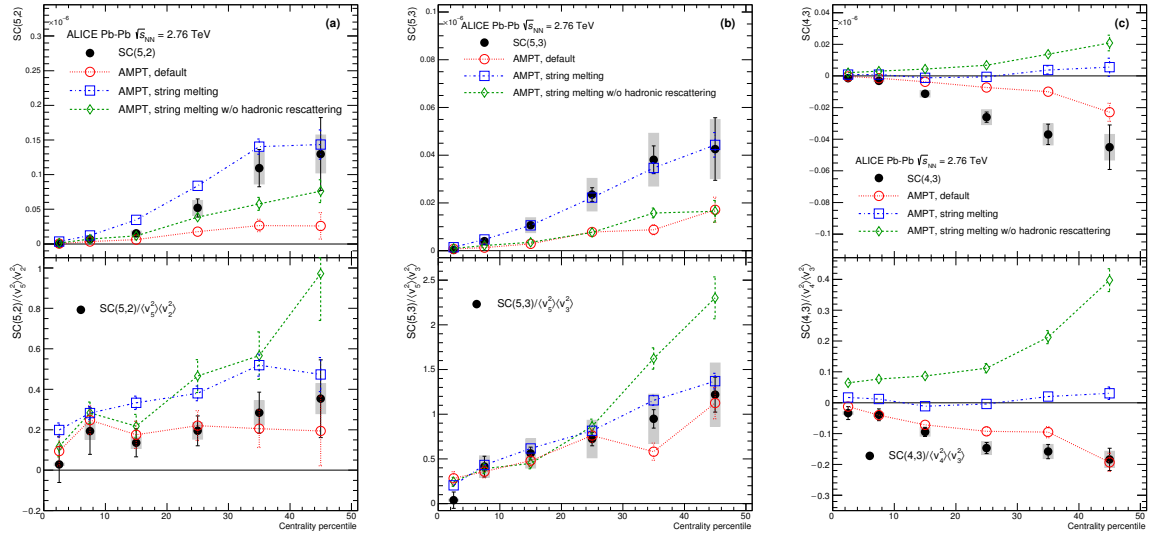 SC(5,2)
×10⁻⁶
(a)
ALICE Pb-Pb √sNN = 2.76 TeV
SC(5,2)
AMPT, default
AMPT, string melting
AMPT, string melting w/o hadronic rescattering
0.3
0.25
0.2
0.15
0.1
0.05
0
SC(5,2)/⟨v₅²⟩⟨v₂²⟩
SC(5,2)/⟨v₅²⟩⟨v₂²⟩
1
0.8
0.6
0.4
0.2
0
−0.2
0 10 20 30 40 50
Centrality percentile
SC(5,3)
×10⁻⁶
(b)
ALICE Pb-Pb √sNN = 2.76 TeV
SC(5,3)
AMPT, default
AMPT, string melting
AMPT, string melting w/o hadronic rescattering
0.1
0.08
0.06
0.04
0.02
0
SC(5,3)/⟨v₅²⟩⟨v₃²⟩
SC(5,3)/⟨v₅²⟩⟨v₃²⟩
2.5
2
1.5
1
0.5
0
0 10 20 30 40 50
Centrality percentile
SC(4,3)
×10⁻⁶
(c)
0.04
0.02
0
−0.02
−0.04
−0.06
−0.08
−0.1
ALICE Pb-Pb √sNN = 2.76 TeV
SC(4,3)
AMPT, default
AMPT, string melting
AMPT, string melting w/o hadronic rescattering
SC(4,3)/⟨v₄²⟩⟨v₃²⟩
0.4
0.3
0.2
0.1
0
−0.1
−0.2
−0.3
SC(4,3)/⟨v₄²⟩⟨v₃²⟩
0 10 20 30 40 50
Centrality percentile